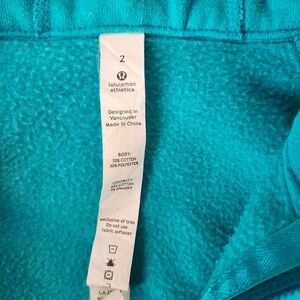 2
lululemon
athletica
Designed in
Vancouver
Made in China
BODY:
70% COTTON
30% POLYESTER
exclusive of trim
Do not use
fabric softener